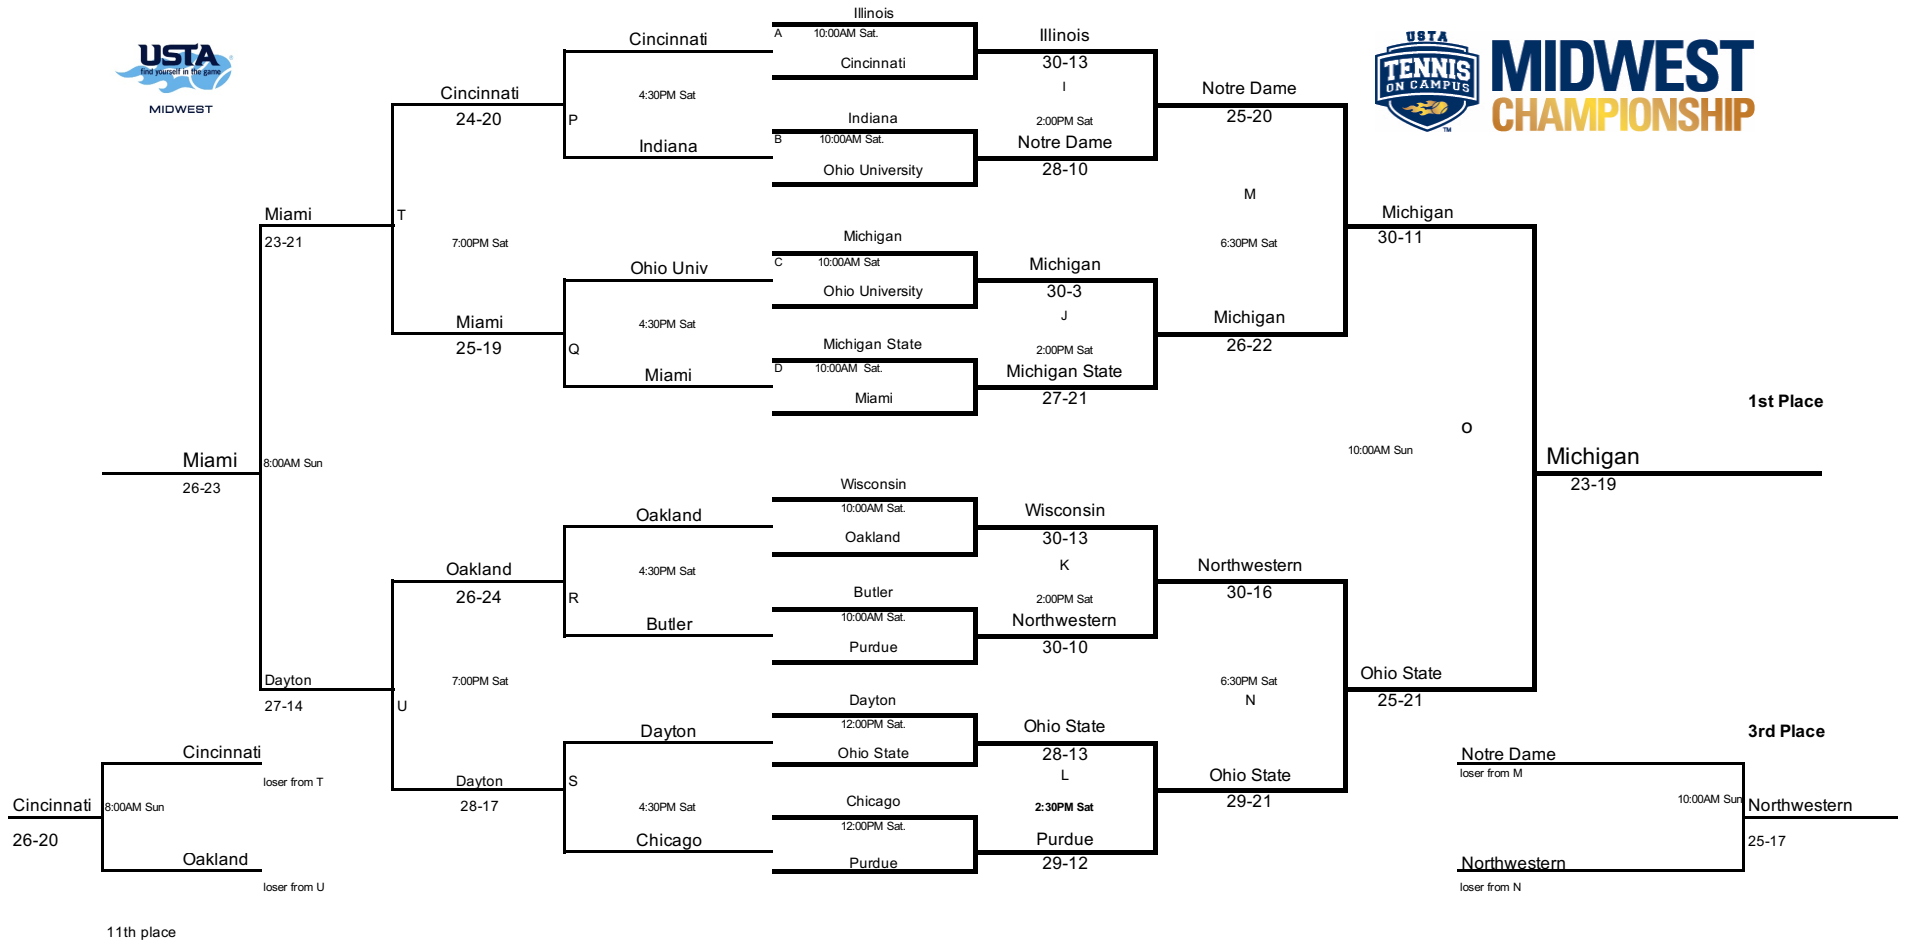 USTA
find yourself in the game
MIDWEST
USTA
TENNIS
ON CAMPUS
TM
MIDWEST
CHAMPIONSHIP
Illinois
A 10:00AM Sat.
Cincinnati
Indiana
B 10:00AM Sat.
Ohio University
Michigan
C 10:00AM Sat
Ohio University
Michigan State
D 10:00AM Sat.
Miami
Wisconsin
10:00AM Sat.
Oakland
Butler
10:00AM Sat.
Purdue
Dayton
12:00PM Sat.
Ohio State
Chicago
12:00PM Sat.
Purdue
Illinois
30-13
I
2:00PM Sat
Notre Dame
28-10
Michigan
30-3
J
2:00PM Sat
Michigan State
27-21
Wisconsin
30-13
K
2:00PM Sat
Northwestern
30-10
Ohio State
28-13
L
2:30PM Sat
Purdue
29-12
Notre Dame
25-20
M
6:30PM Sat
Michigan
26-22
Northwestern
30-16
6:30PM Sat
N
Ohio State
29-21
Michigan
30-11
O
10:00AM Sun
Ohio State
25-21
1st Place
Michigan
23-19
3rd Place
Notre Dame
loser from M
10:00AM Sun
Northwestern
25-17
Northwestern
loser from N
Cincinnati
4:30PM Sat
P
Indiana
Ohio Univ
4:30PM Sat
Q
Miami
Oakland
4:30PM Sat
R
Butler
Dayton
S
4:30PM Sat
Chicago
Cincinnati
24-20
T
7:00PM Sat
Miami
25-19
Oakland
26-24
7:00PM Sat
U
Dayton
28-17
Miami
23-21
8:00AM Sun
Dayton
27-14
Miami
26-23
Cincinnati
loser from T
8:00AM Sun
Cincinnati
26-20
Oakland
loser from U
11th place